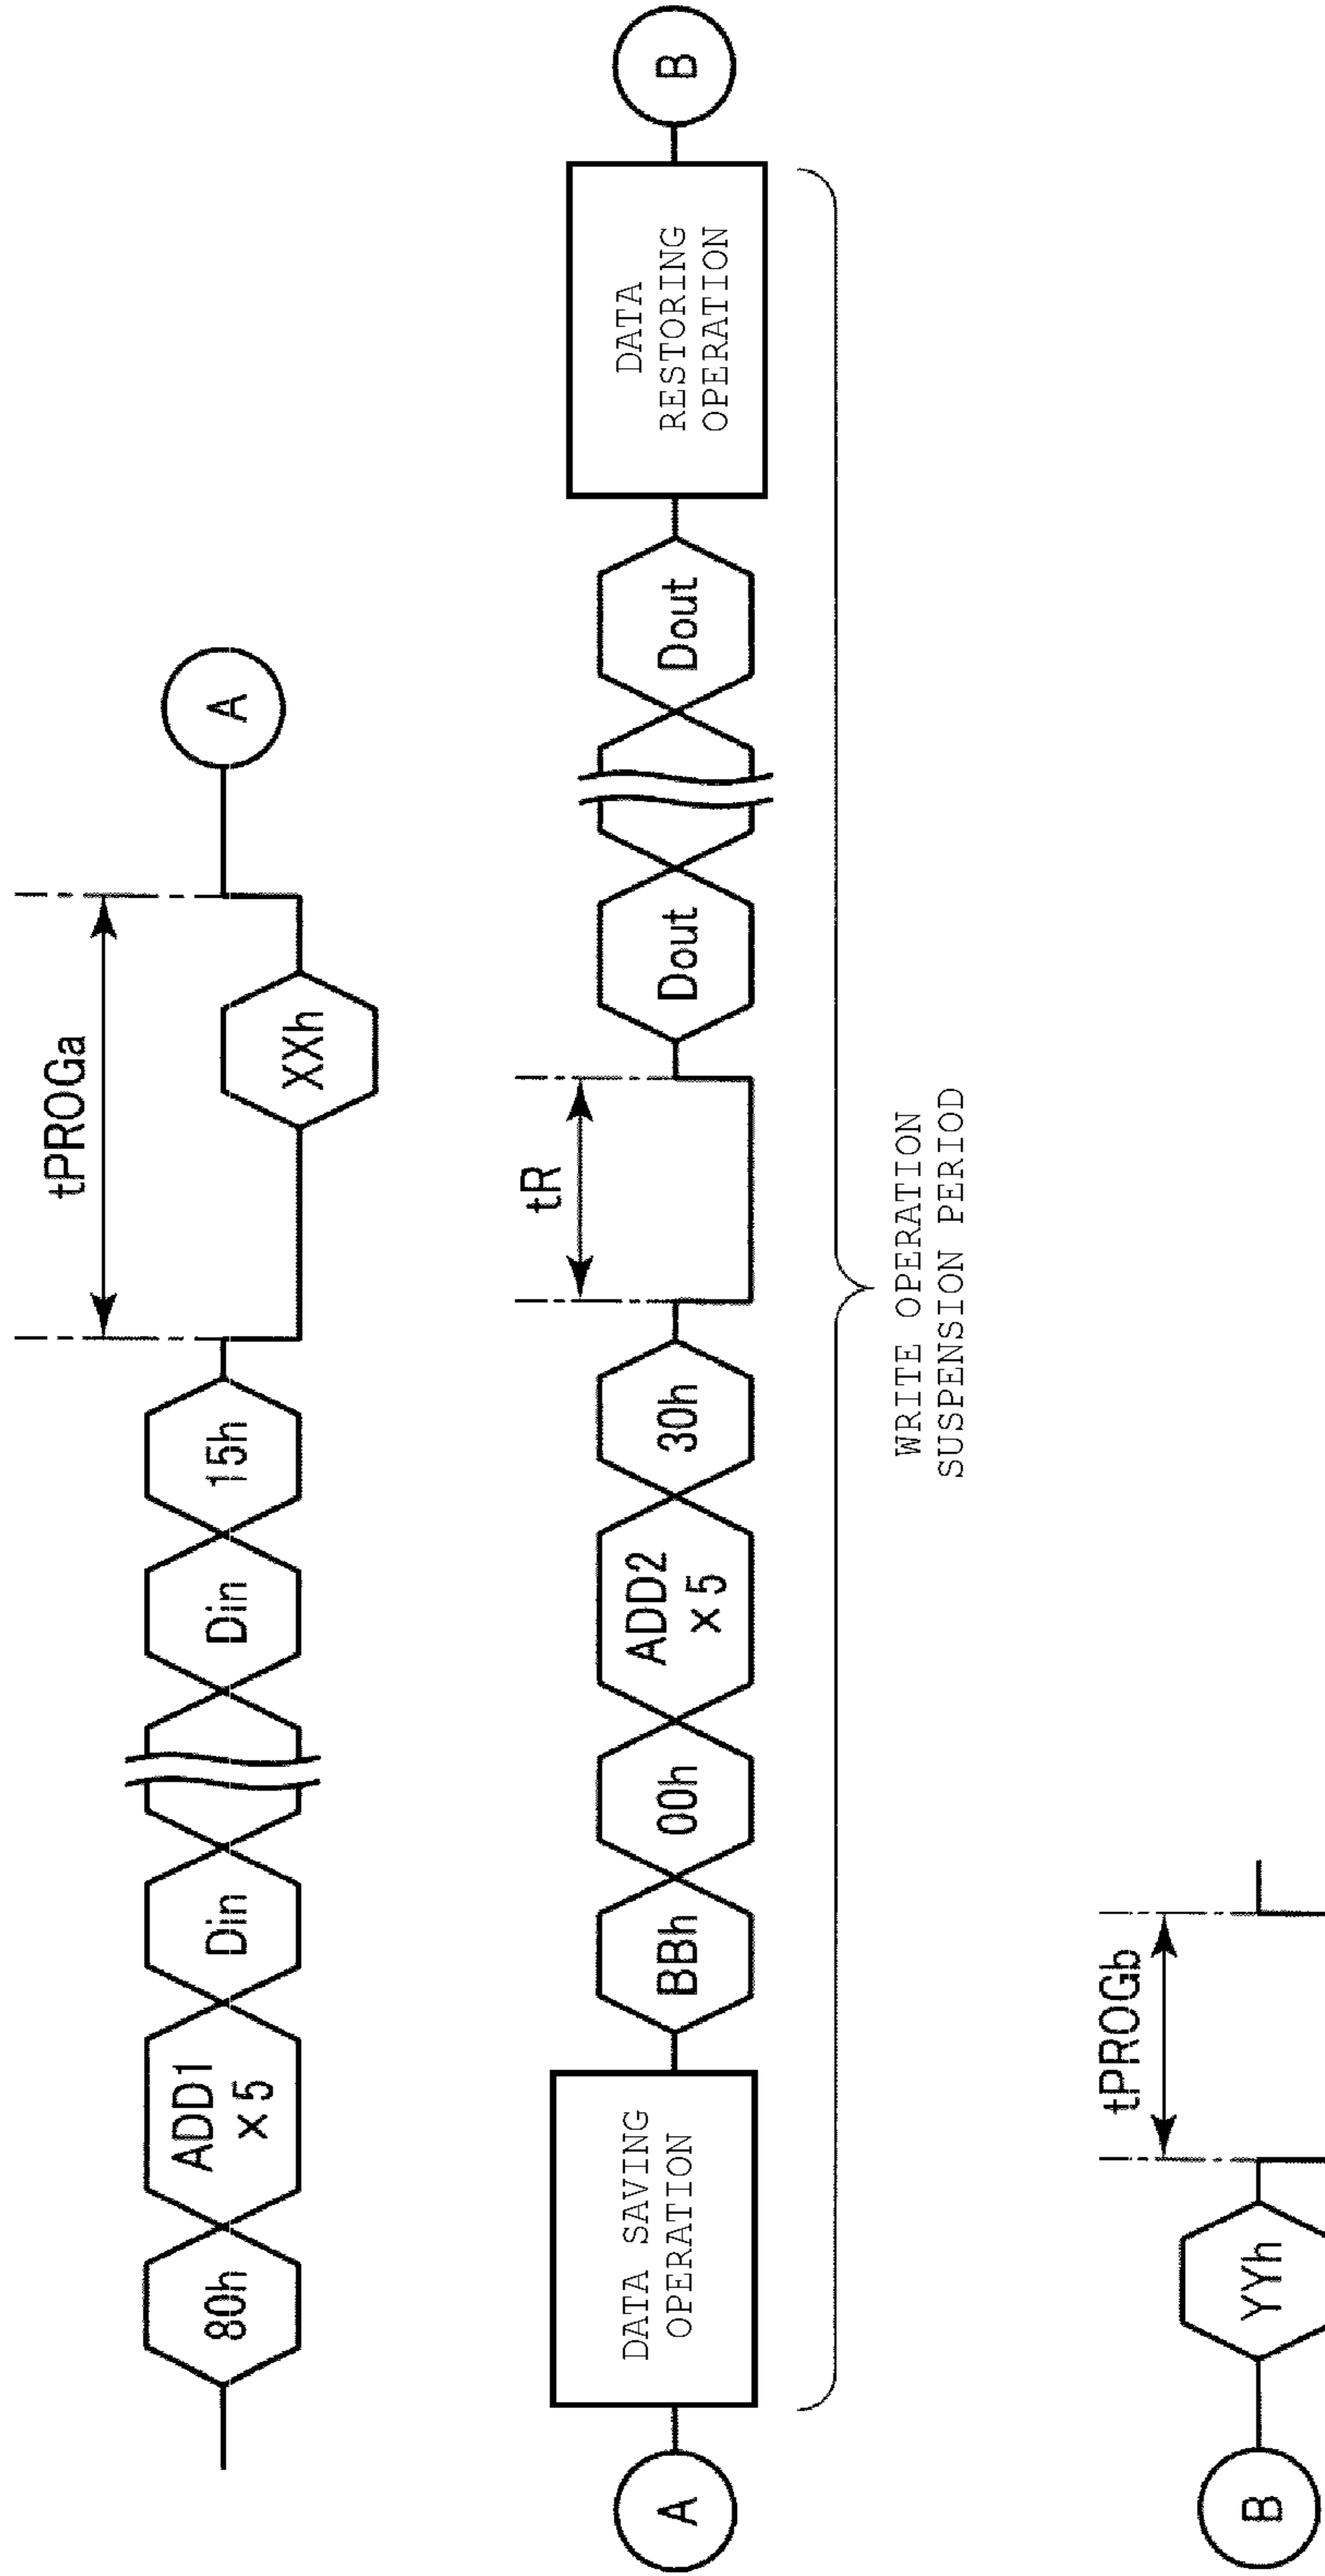 tPROGa
80h
ADD1
×5
Din
Din
15h
XXh
A
tR
A
DATA SAVING
OPERATION
BBh
00h
ADD2
×5
30h
Dout
Dout
DATA
RESTORING
OPERATION
B
WRITE OPERATION
SUSPENSION PERIOD
tPROGb
B
YYh